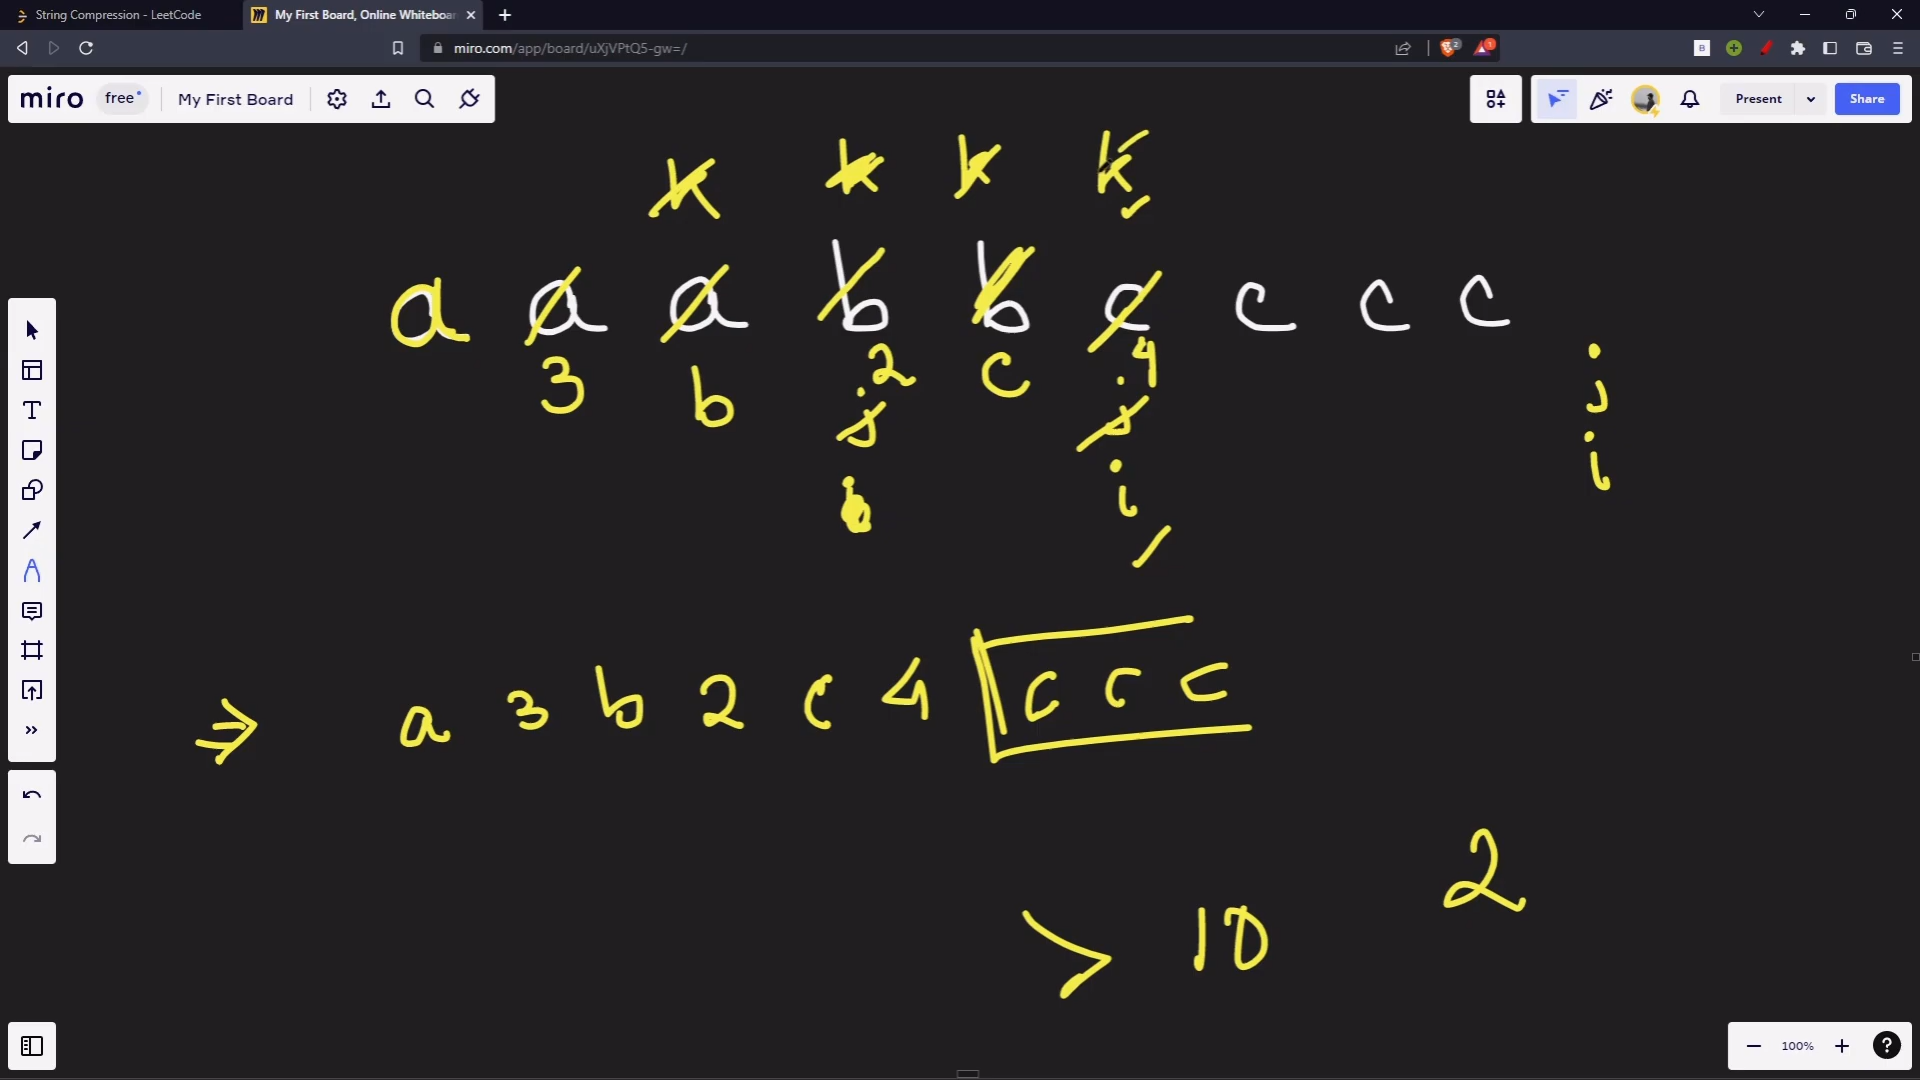 String Compression - LeetCode
My First Board, Online Whiteboar
miro.com/app/board/uXjVPtQ5-gw=/
miro free My First Board
Present Share
k k k k
a a a b b c c c c
3 b 2 c 4
j j j
i i i
⇒ a 3 b 2 c 4 c c c
2
> 10
100%